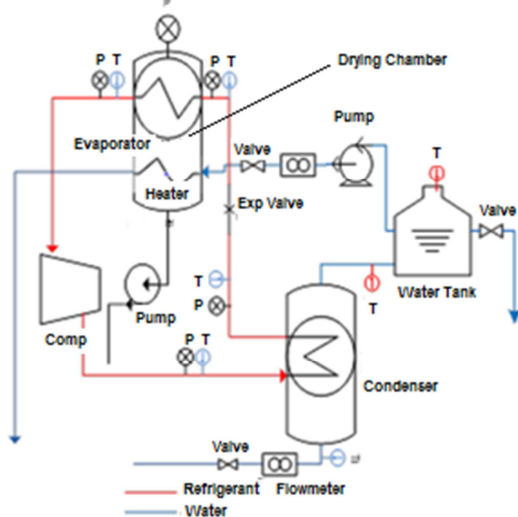 P
P T
P T
Drying Chamber
Evaporator
Valve
Pump
T
Heater
Exp Valve
Valve
T
Water Tank
T
P
Comp
Pump
P T
Condenser
Valve
Flowmeter
Refrigerant
Water